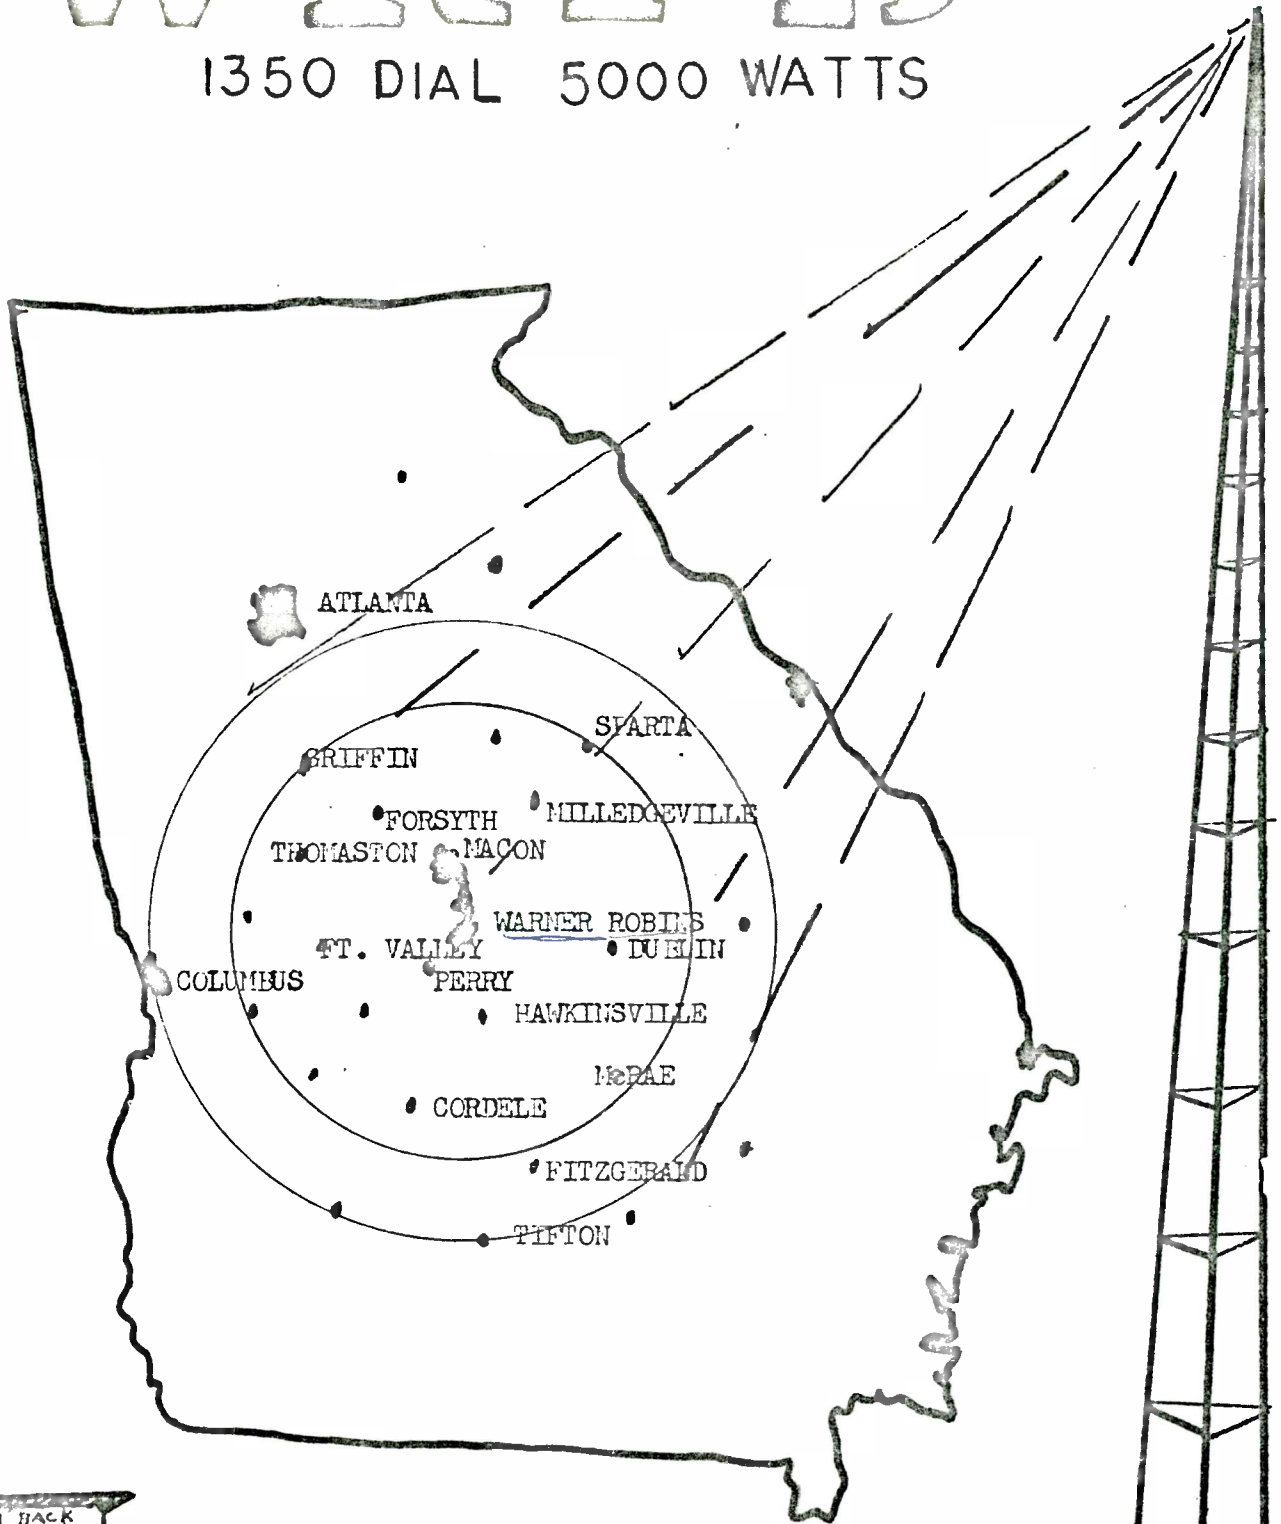 1350 DIAL 5000 WATTS
ATLANTA
SPARTA
GRIFFIN
MILLEDGEVILLE
FORSYTH
THOMASTON
MACON
WARNER ROBINS
FT. VALLEY
DUBLIN
COLUMBUS
PERRY
HAWKINSVILLE
McRAE
CORDELE
FITZGERALD
TIFTON
BACK